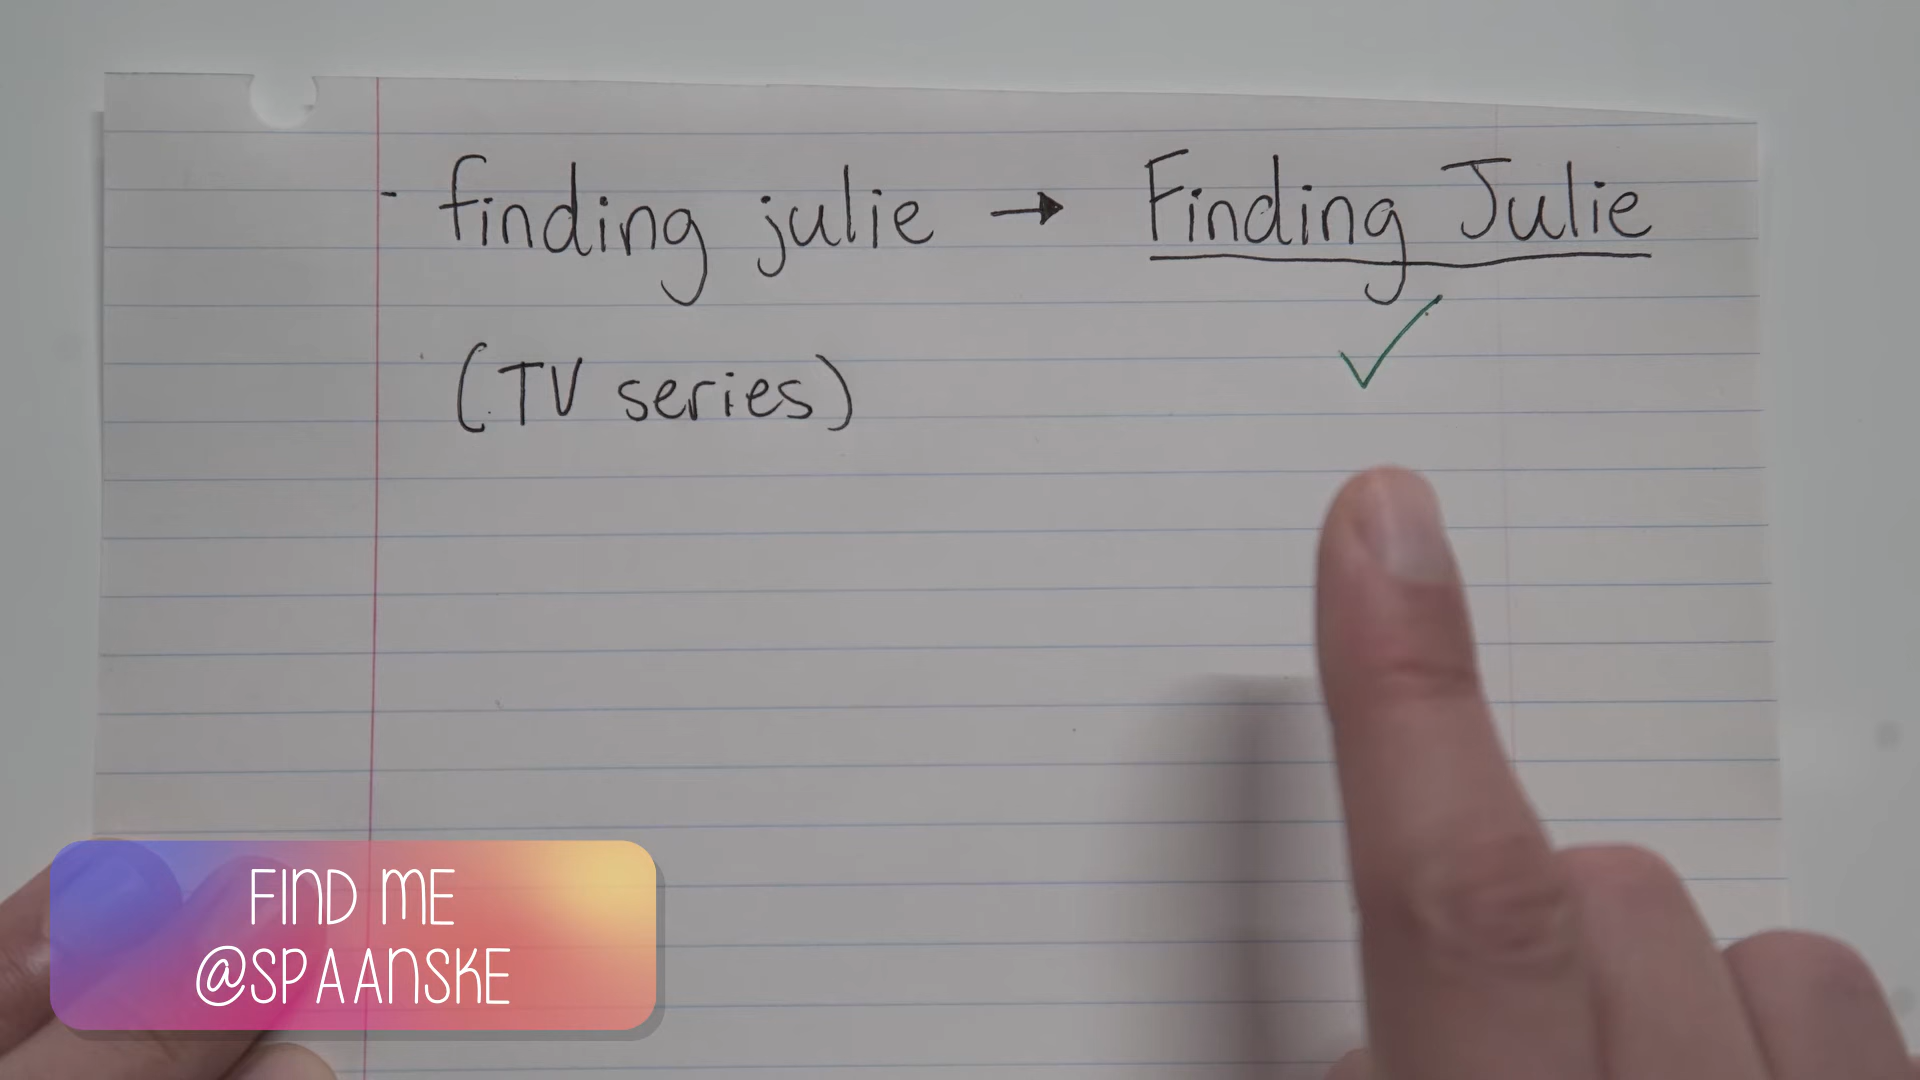 - finding julie → Finding Julie
(TV series) ✓
FIND ME
@SPAANSKE